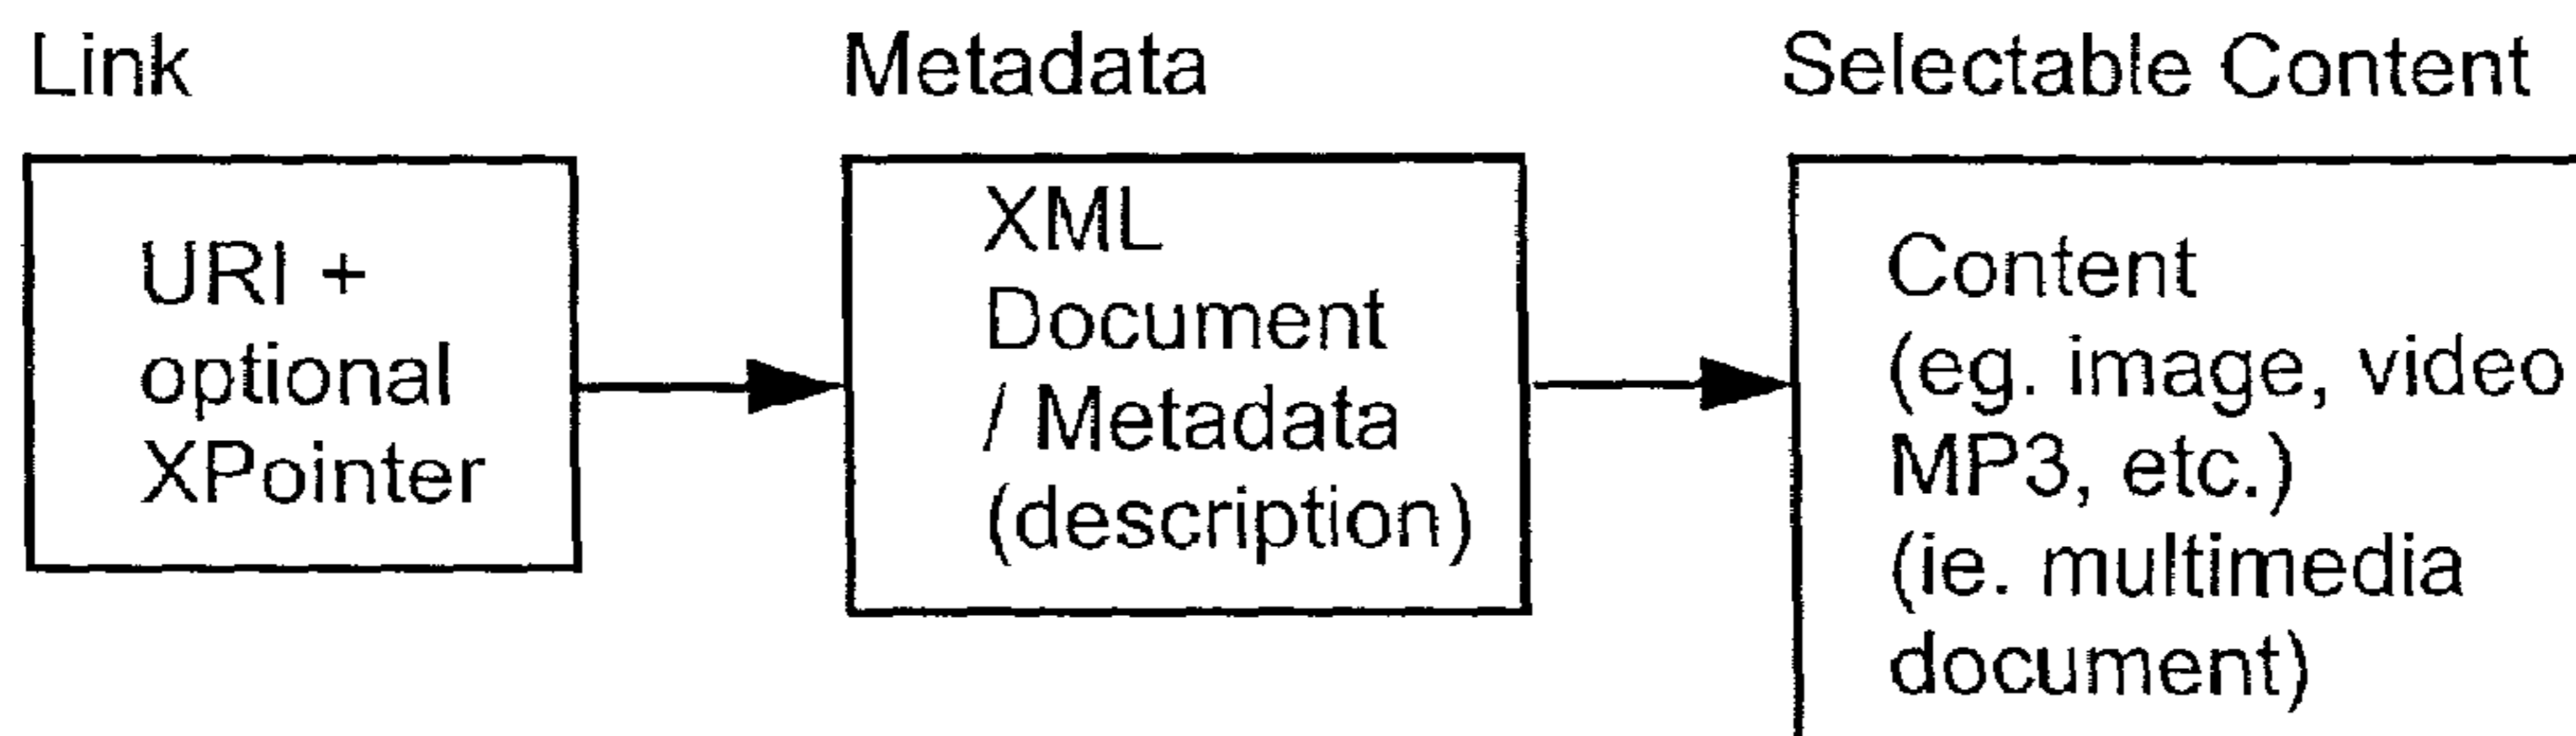 Link
Metadata
Selectable Content
URI +
optional
XPointer
XML
Document
/ Metadata
(description)
Content
(eg. image, video
MP3, etc.)
(ie. multimedia
document)